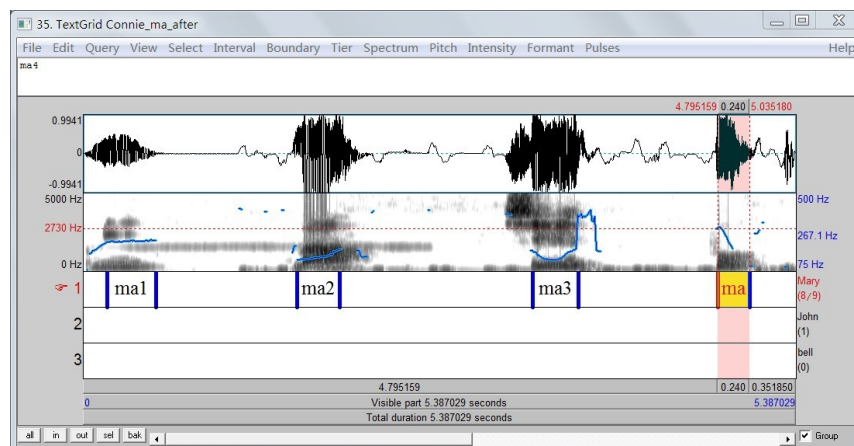 35. TextGrid Connie_ma_after
File Edit Query View Select Interval Boundary Tier Spectrum Pitch Intensity Formant Pulses Help
ma4
4.795159 0.240 5.035180
0.9941
0
-0.9941
5000 Hz 500 Hz
2730 Hz 267.1 Hz
0 Hz 75 Hz
1 ma1 ma2 ma3 ma Mary
(8/9)
2 John
(1)
3 bell
(0)
4.795159 0.240 0.351850
0 Visible part 5.387029 seconds 5.387029
Total duration 5.387029 seconds
all in out sel bak Group